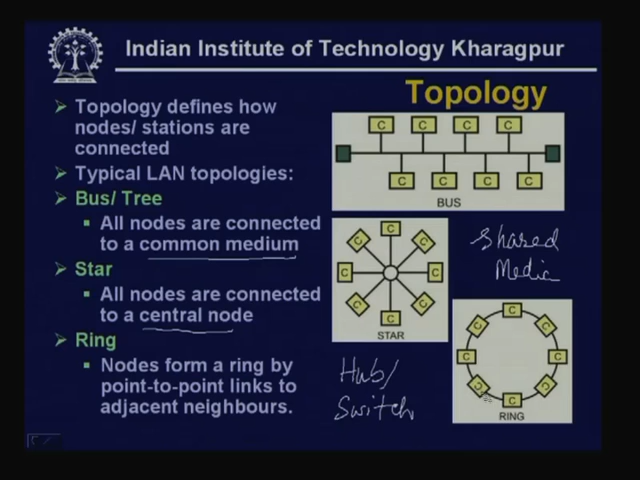 Indian Institute of Technology Kharagpur
Topology
Topology defines how
nodes/ stations are
connected
Typical LAN topologies:
Bus/ Tree
All nodes are connected
to a common medium
Star
All nodes are connected
to a central node
Ring
Nodes form a ring by
point-to-point links to
adjacent neighbours.
C C C C
C C C C
BUS
C
C C
C C
C C
C
STAR
Shared
Media
Hub/
Switch
C
C C
C C
C C
C
RING